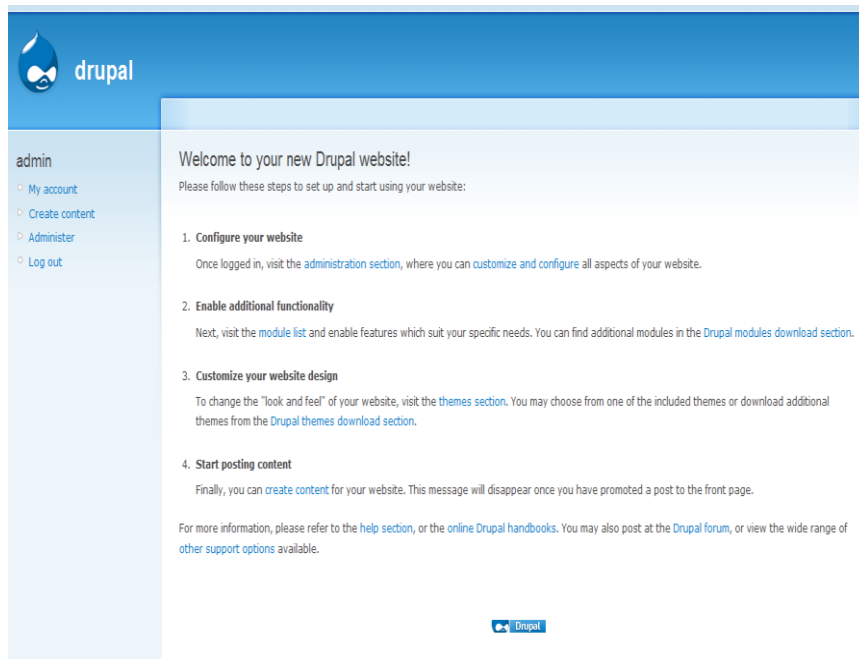 drupal
admin
My account
Create content
Administer
Log out
Welcome to your new Drupal website!
Please follow these steps to set up and start using your website:
1. Configure your website
Once logged in, visit the administration section, where you can customize and configure all aspects of your website.
2. Enable additional functionality
Next, visit the module list and enable features which suit your specific needs. You can find additional modules in the Drupal modules download section.
3. Customize your website design
To change the "look and feel" of your website, visit the themes section. You may choose from one of the included themes or download additional
themes from the Drupal themes download section.
4. Start posting content
Finally, you can create content for your website. This message will disappear once you have promoted a post to the front page.
For more information, please refer to the help section, or the online Drupal handbooks. You may also post at the Drupal forum, or view the wide range of
other support options available.
Drupal